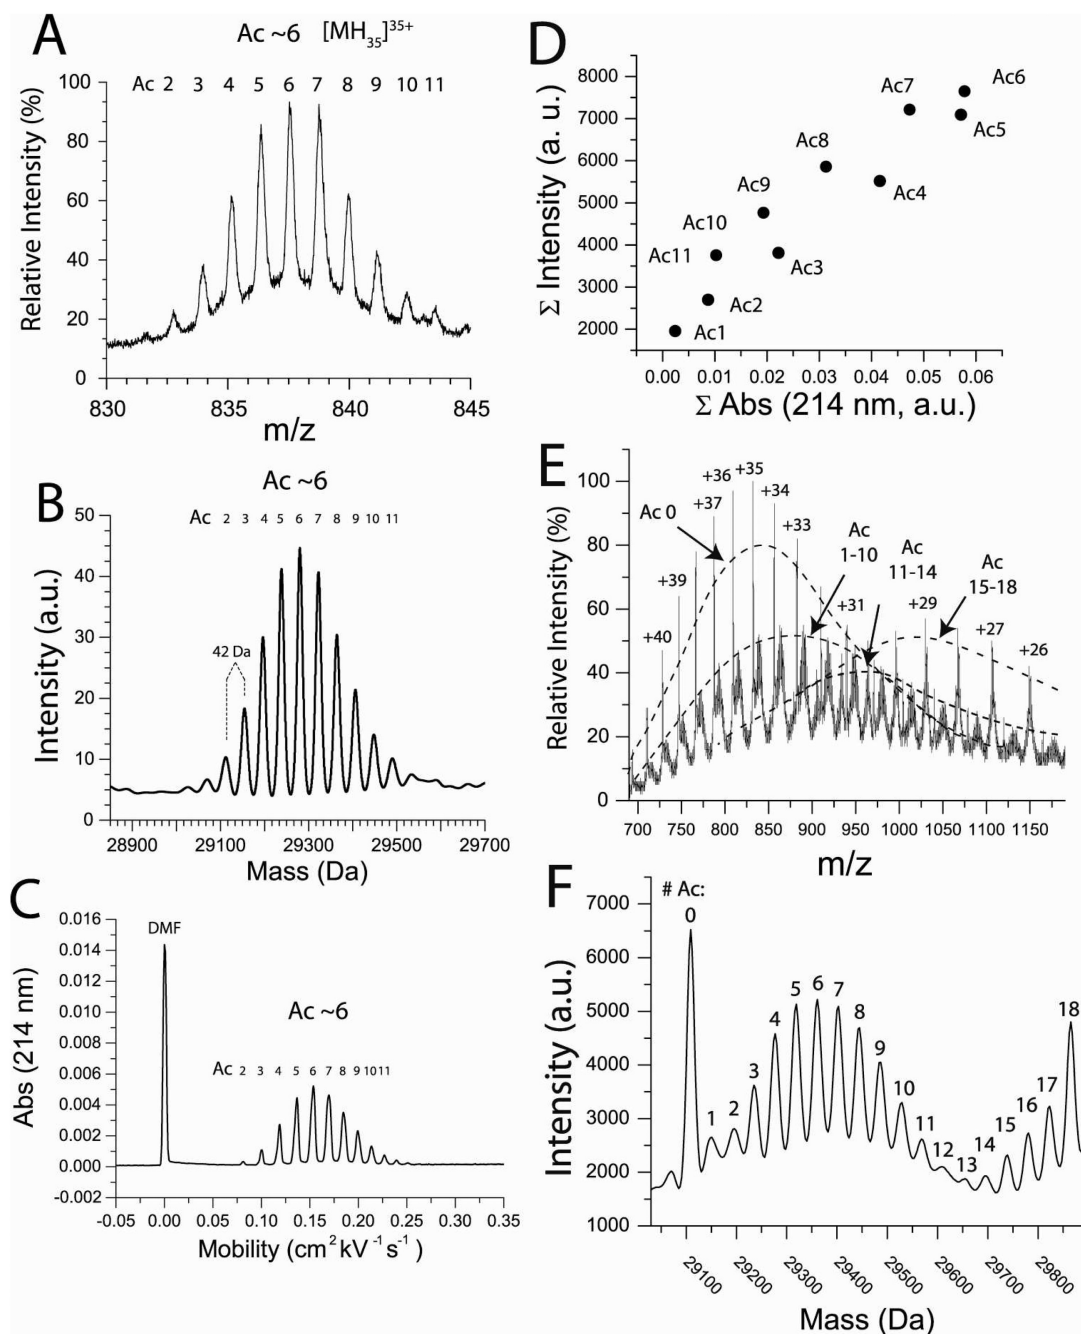 A
Ac ~6 [MH35]35+
Ac 2 3 4 5 6 7 8 9 10 11
100
80
60
40
20
0
Relative Intensity (%)
830 835 840 845
m/z
B
Ac ~6
Ac 2 3 4 5 6 7 8 9 10 11
50
40
30
20
10
0
42 Da
Intensity (a.u.)
28900 29100 29300 29500 29700
Mass (Da)
C
0.016
0.014
0.012
0.010
0.008
0.006
0.004
0.002
0.000
-0.002
DMF
Ac ~6
Ac 2 3 4 5 6 7 8 9 10 11
Abs (214 nm)
-0.05 0.00 0.05 0.10 0.15 0.20 0.25 0.30 0.35
Mobility (cm2 kV-1 s-1)
D
8000
7000
6000
5000
4000
3000
2000
Σ Intensity (a. u.)
Ac7
Ac6
Ac5
Ac8
Ac4
Ac9
Ac10
Ac11
Ac3
Ac2
Ac1
0.00 0.01 0.02 0.03 0.04 0.05 0.06
Σ Abs (214 nm, a.u.)
E
100
80
60
40
20
0
Relative Intensity (%)
+36 +35
+37 +34
+33
Ac 0
Ac
1-10
Ac
11-14
Ac
15-18
+39
+40
+31
+29
+27
+26
700 750 800 850 900 950 1000 1050 1100 1150
m/z
F
# Ac:
7000
6000
5000
4000
3000
2000
1000
Intensity (a.u.)
0 1 2 3 4 5 6 7 8 9 10 11 12 13 14 15 16 17 18
29100 29200 29300 29400 29500 29600 29700 29800
Mass (Da)